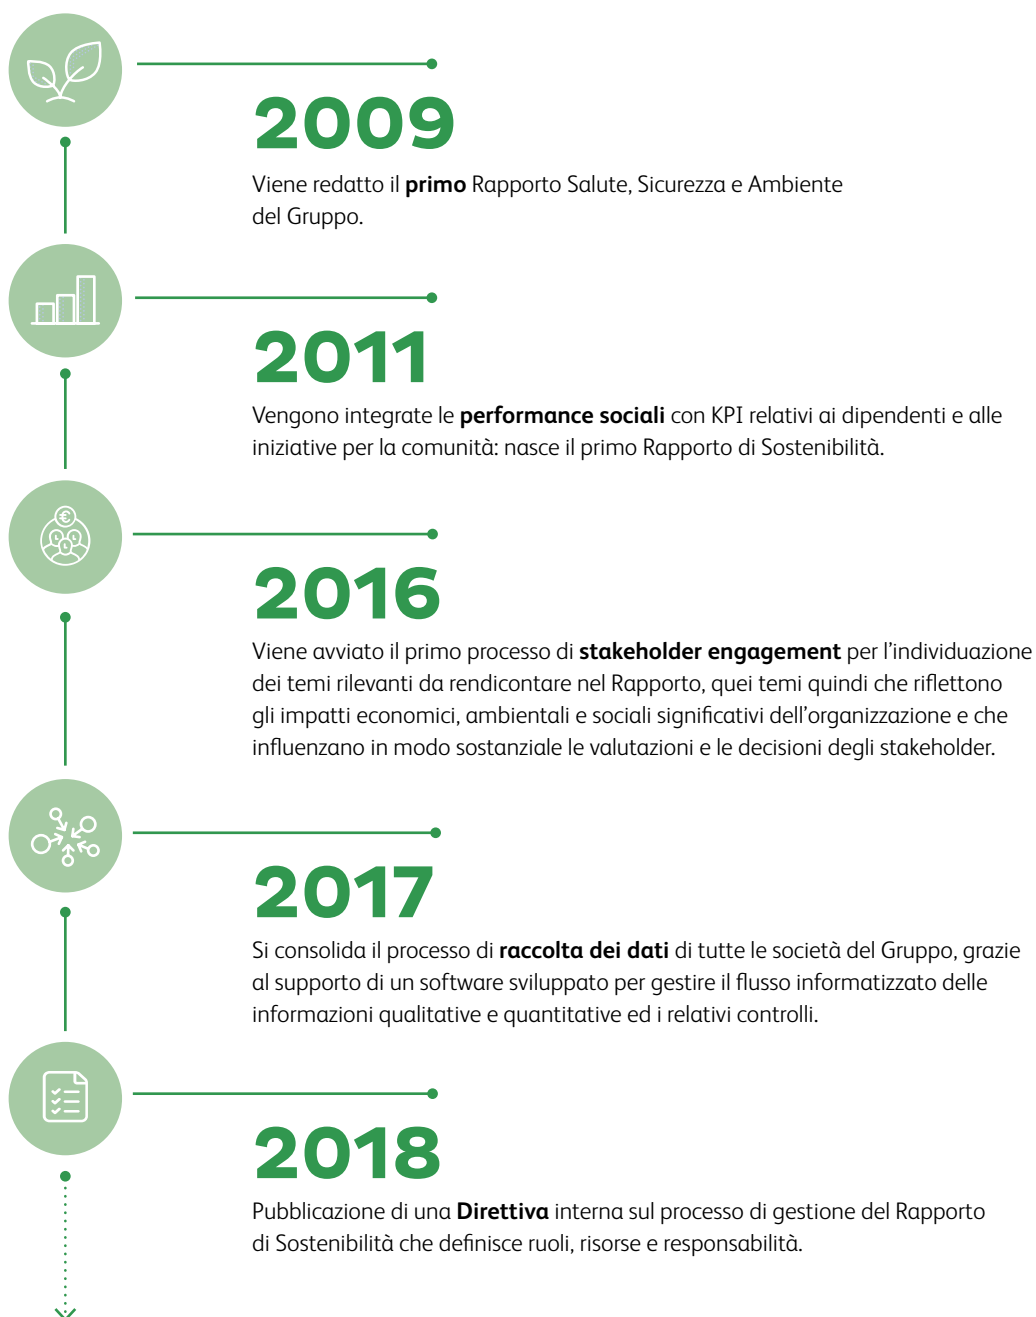 2009
Viene redatto il primo Rapporto Salute, Sicurezza e Ambiente
del Gruppo.
2011
Vengono integrate le performance sociali con KPI relativi ai dipendenti e alle
iniziative per la comunità: nasce il primo Rapporto di Sostenibilità.
€
2016
Viene avviato il primo processo di stakeholder engagement per l’individuazione
dei temi rilevanti da rendicontare nel Rapporto, quei temi quindi che riflettono
gli impatti economici, ambientali e sociali significativi dell’organizzazione e che
influenzano in modo sostanziale le valutazioni e le decisioni degli stakeholder.
2017
Si consolida il processo di raccolta dei dati di tutte le società del Gruppo, grazie
al supporto di un software sviluppato per gestire il flusso informatizzato delle
informazioni qualitative e quantitative ed i relativi controlli.
2018
Pubblicazione di una Direttiva interna sul processo di gestione del Rapporto
di Sostenibilità che definisce ruoli, risorse e responsabilità.